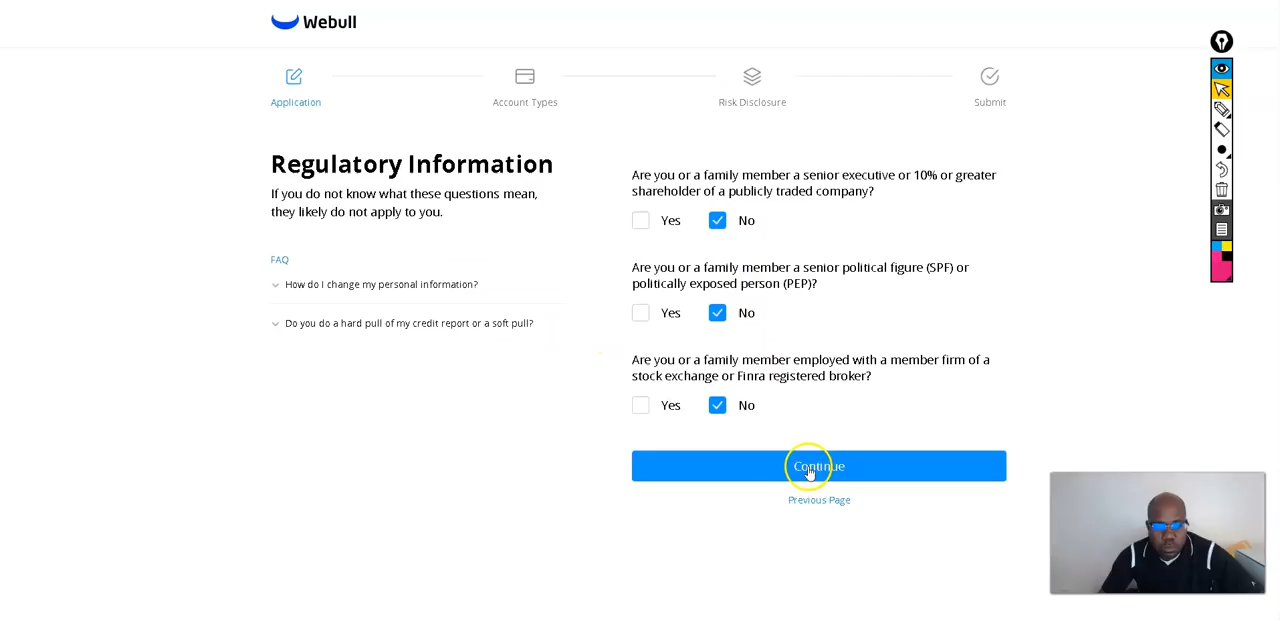 Webull
Application
Account Types
Risk Disclosure
Submit
Regulatory Information
If you do not know what these questions mean,
they likely do not apply to you.
FAQ
How do I change my personal information?
Do you do a hard pull of my credit report or a soft pull?
Are you or a family member a senior executive or 10% or greater
shareholder of a publicly traded company?
Yes No
Are you or a family member a senior political figure (SPF) or
politically exposed person (PEP)?
Yes No
Are you or a family member employed with a member firm of a
stock exchange or Finra registered broker?
Yes No
Continue
Previous Page